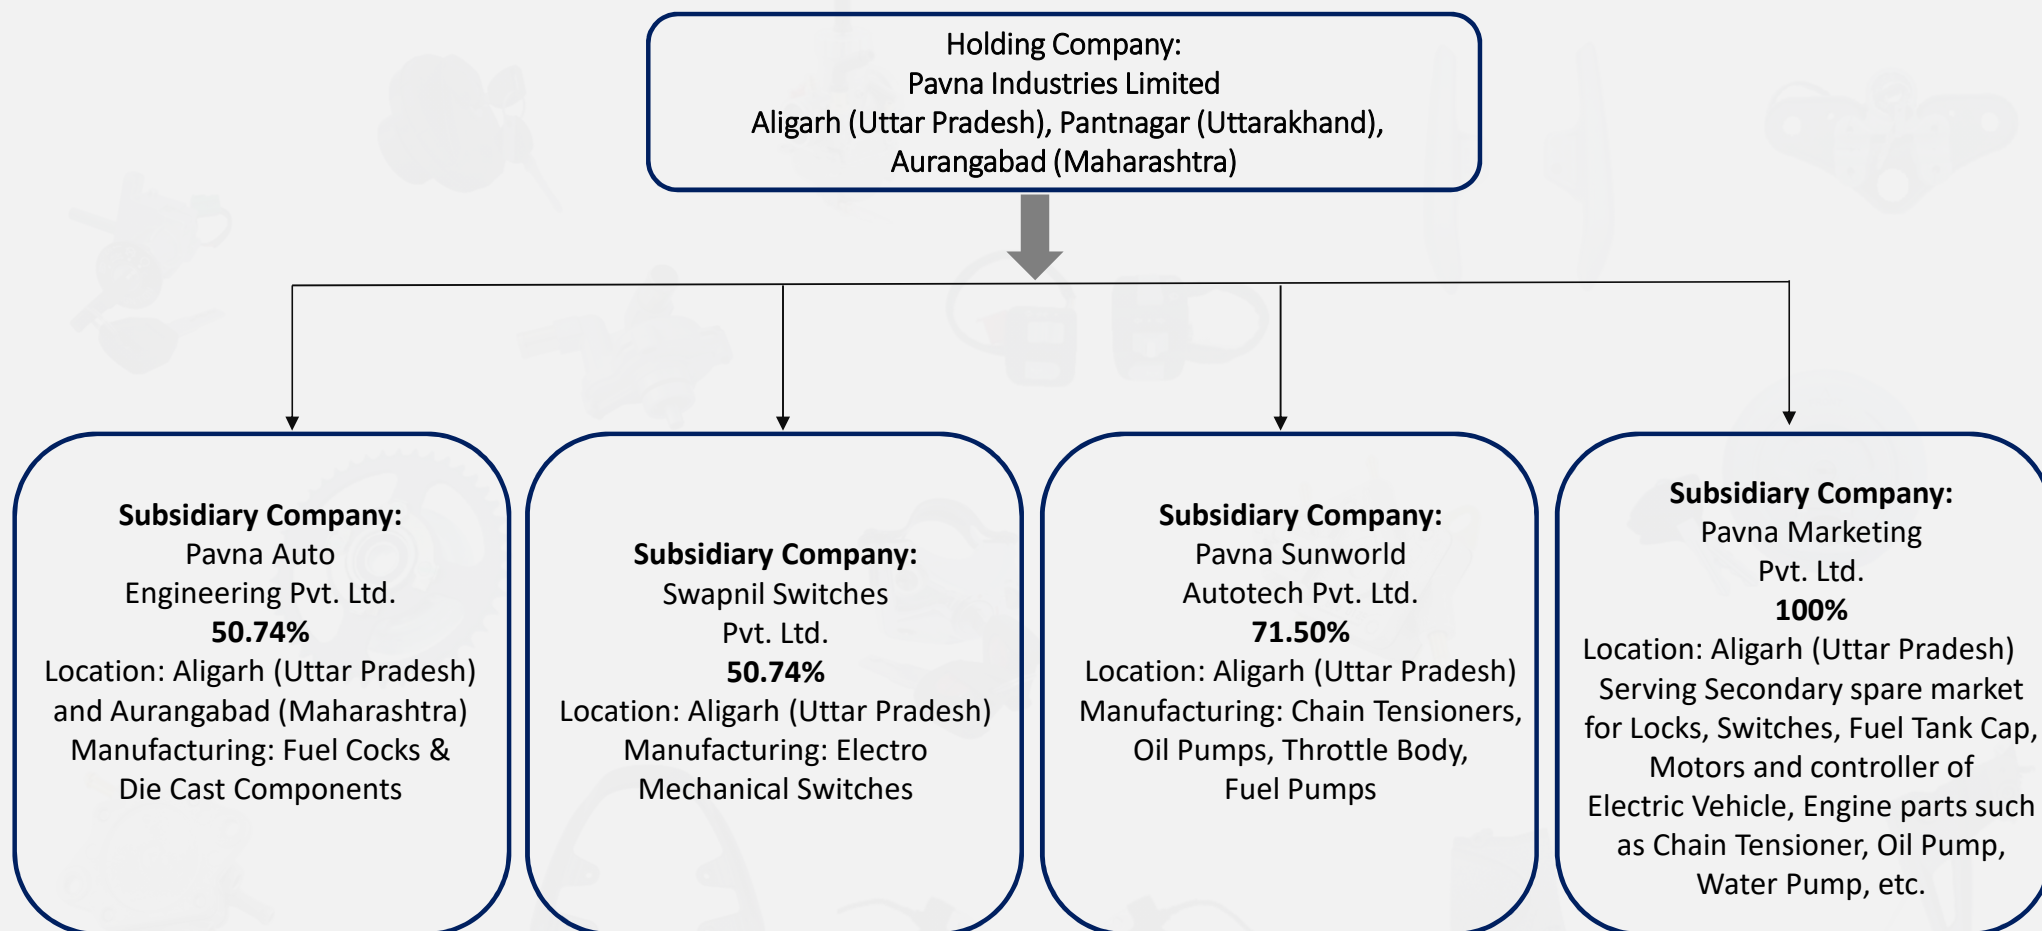 Holding Company:
Pavna Industries Limited
Aligarh (Uttar Pradesh), Pantnagar (Uttarakhand),
Aurangabad (Maharashtra)
Subsidiary Company:
Pavna Auto
Engineering Pvt. Ltd.
50.74%
Location: Aligarh (Uttar Pradesh)
and Aurangabad (Maharashtra)
Manufacturing: Fuel Cocks &
Die Cast Components
Subsidiary Company:
Swapnil Switches
Pvt. Ltd.
50.74%
Location: Aligarh (Uttar Pradesh)
Manufacturing: Electro
Mechanical Switches
Subsidiary Company:
Pavna Sunworld
Autotech Pvt. Ltd.
71.50%
Location: Aligarh (Uttar Pradesh)
Manufacturing: Chain Tensioners,
Oil Pumps, Throttle Body,
Fuel Pumps
Subsidiary Company:
Pavna Marketing
Pvt. Ltd.
100%
Location: Aligarh (Uttar Pradesh)
Serving Secondary spare market
for Locks, Switches, Fuel Tank Cap,
Motors and controller of
Electric Vehicle, Engine parts such
as Chain Tensioner, Oil Pump,
Water Pump, etc.